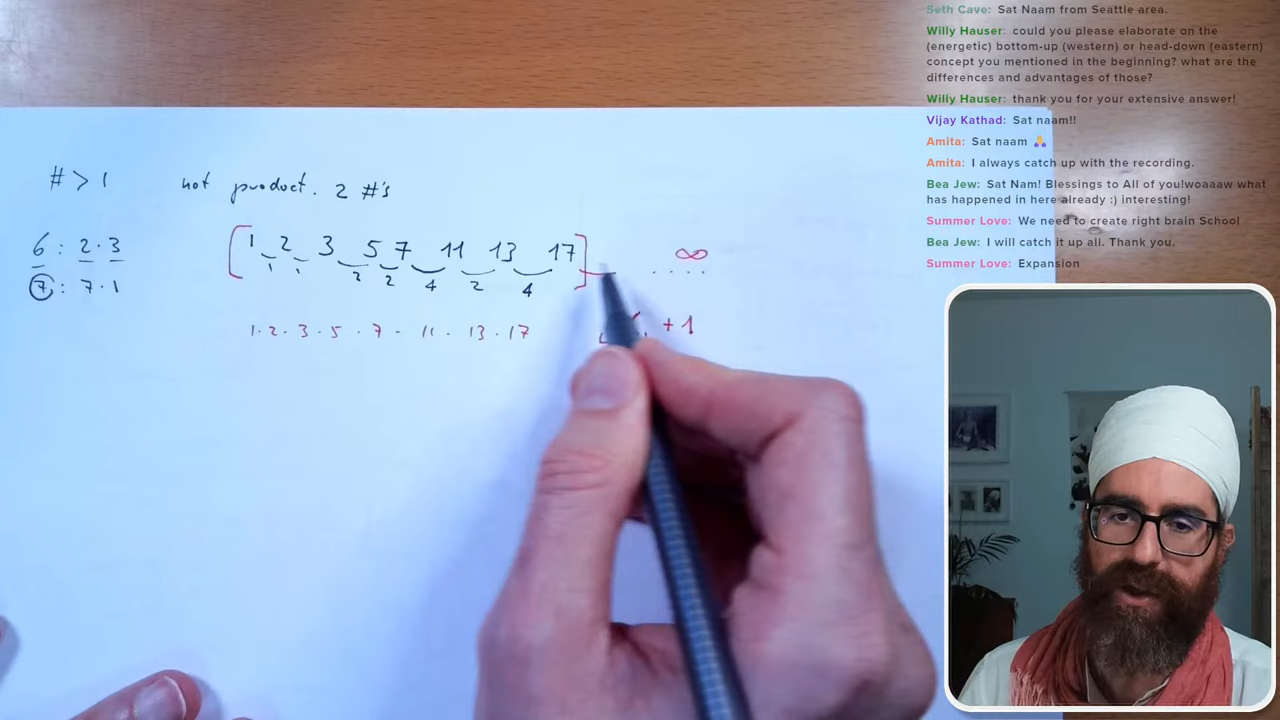 # > 1 not product. 2 #'s
6 : 2 · 3
7 : 7 · 1
[ 1 2 3 5 7 11 13 17 ] ∞
. . . .
1 1 2 2 4 2 4
1 · 2 · 3 · 5 · 7 · 11 · 13 · 17 + 1
Seth Cave: Sat Naam from Seattle area.
Willy Hauser: could you please elaborate on the
(energetic) bottom-up (western) or head-down (eastern)
concept you mentioned in the beginning? what are the
differences and advantages of those?
Willy Hauser: thank you for your extensive answer!
Vijay Kathad: Sat naam!!
Amita: Sat naam 🙏
Amita: I always catch up with the recording.
Bea Jew: Sat Nam! Blessings to All of you!woaaaw what
has happened in here already :) interesting!
Summer Love: We need to create right brain School
Bea Jew: I will catch it up all. Thank you.
Summer Love: Expansion